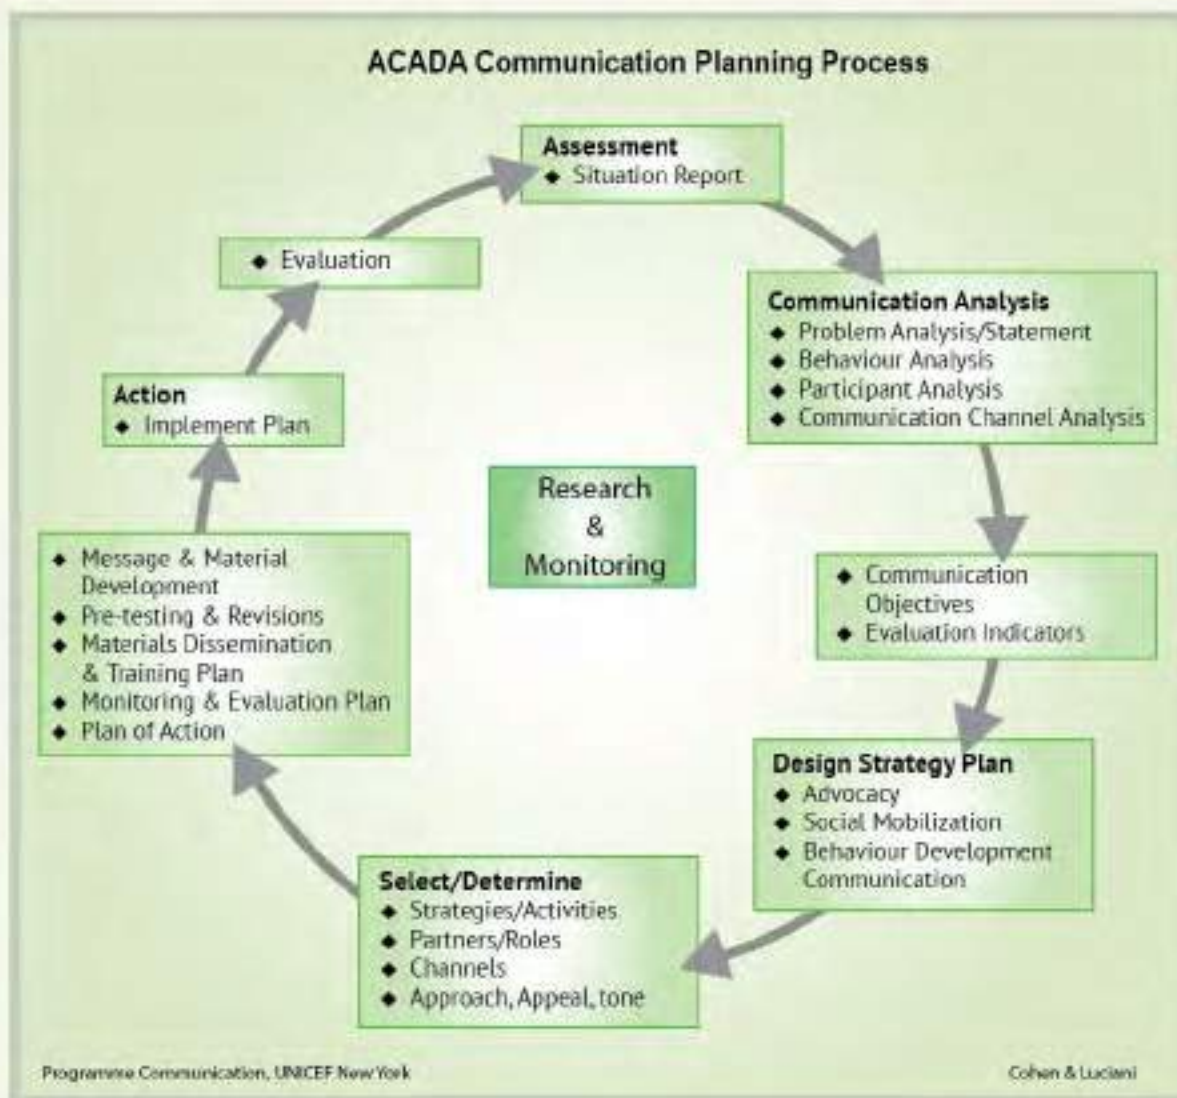 ACADA Communication Planning Process
Assessment
◆ Situation Report
Communication Analysis
◆ Problem Analysis/Statement
◆ Behaviour Analysis
◆ Participant Analysis
◆ Communication Channel Analysis
◆ Communication
Objectives
◆ Evaluation Indicators
Design Strategy Plan
◆ Advocacy
◆ Social Mobilization
◆ Behaviour Development
Communication
Select/Determine
◆ Strategies/Activities
◆ Partners/Roles
◆ Channels
◆ Approach, Appeal, tone
◆ Message & Material
Development
◆ Pre-testing & Revisions
◆ Materials Dissemination
& Training Plan
◆ Monitoring & Evaluation Plan
◆ Plan of Action
Action
◆ Implement Plan
◆ Evaluation
Research
&
Monitoring
Programme Communication, UNICEF New York
Cohen & Luciani